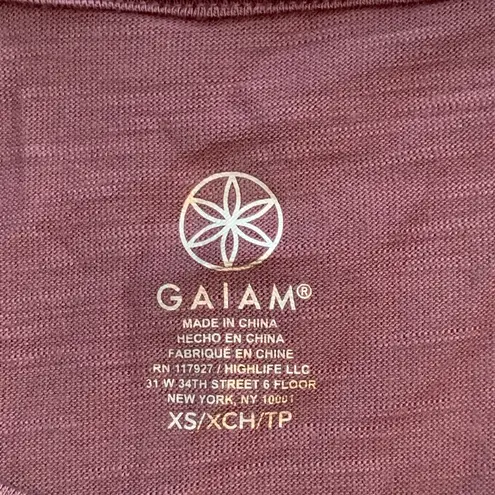 GAIAM®
MADE IN CHINA
HECHO EN CHINA
FABRIQUÉ EN CHINE
RN 117927 / HIGHLIFE LLC
31 W 34TH STREET 6 FLOOR
NEW YORK, NY 10001
XS/XCH/TP